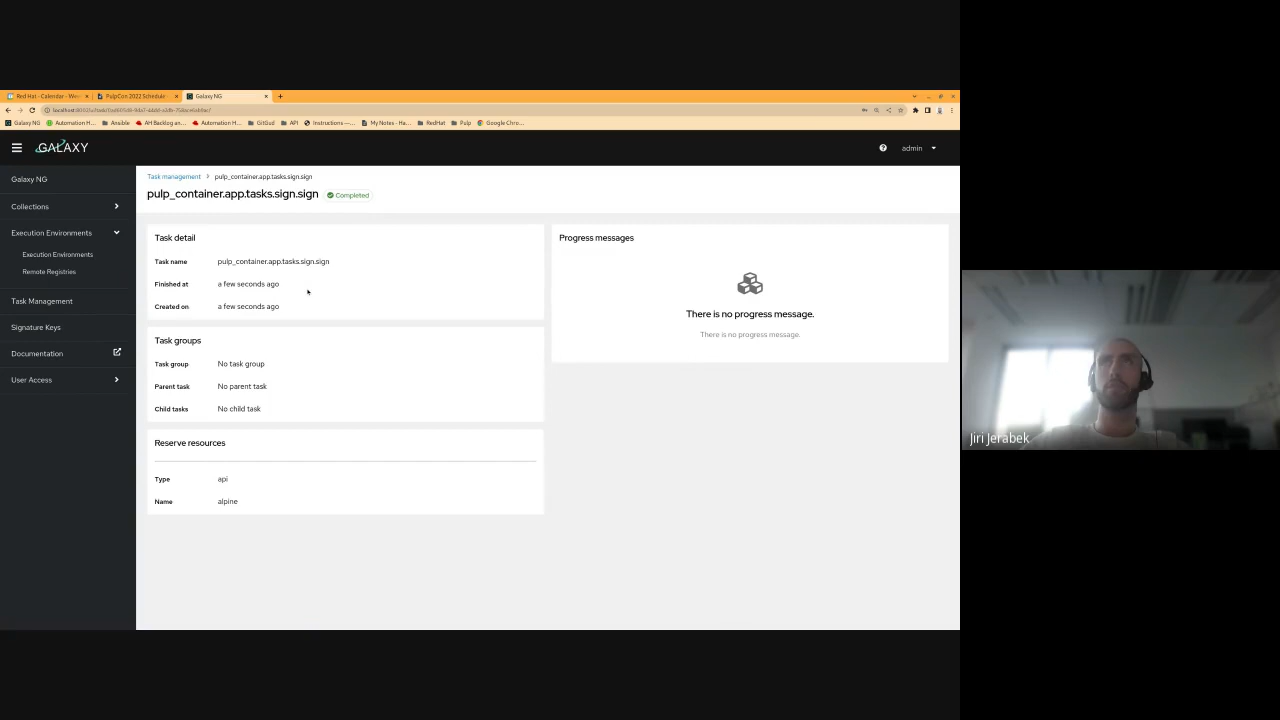 Red Hat - Calendar - Wee
PulpCon 2022 Schedule
Galaxy NG
Galaxy NG
Automation H...
Ansible
AH Backlog an...
Automation H...
GitGud
API
Instructions —...
My Notes - Ha...
RedHat
Pulp
Google Chro...
GALAXY
admin
Galaxy NG
Collections
Execution Environments
Execution Environments
Remote Registries
Task Management
Signature Keys
Documentation
User Access
Task management
pulp_container.app.tasks.sign.sign
pulp_container.app.tasks.sign.sign
Completed
Task detail
Task name pulp_container.app.tasks.sign.sign
Finished at a few seconds ago
Created on a few seconds ago
Task groups
Task group No task group
Parent task No parent task
Child tasks No child task
Reserve resources
Type api
Name alpine
Progress messages
There is no progress message.
There is no progress message.
Jiri Jerabek